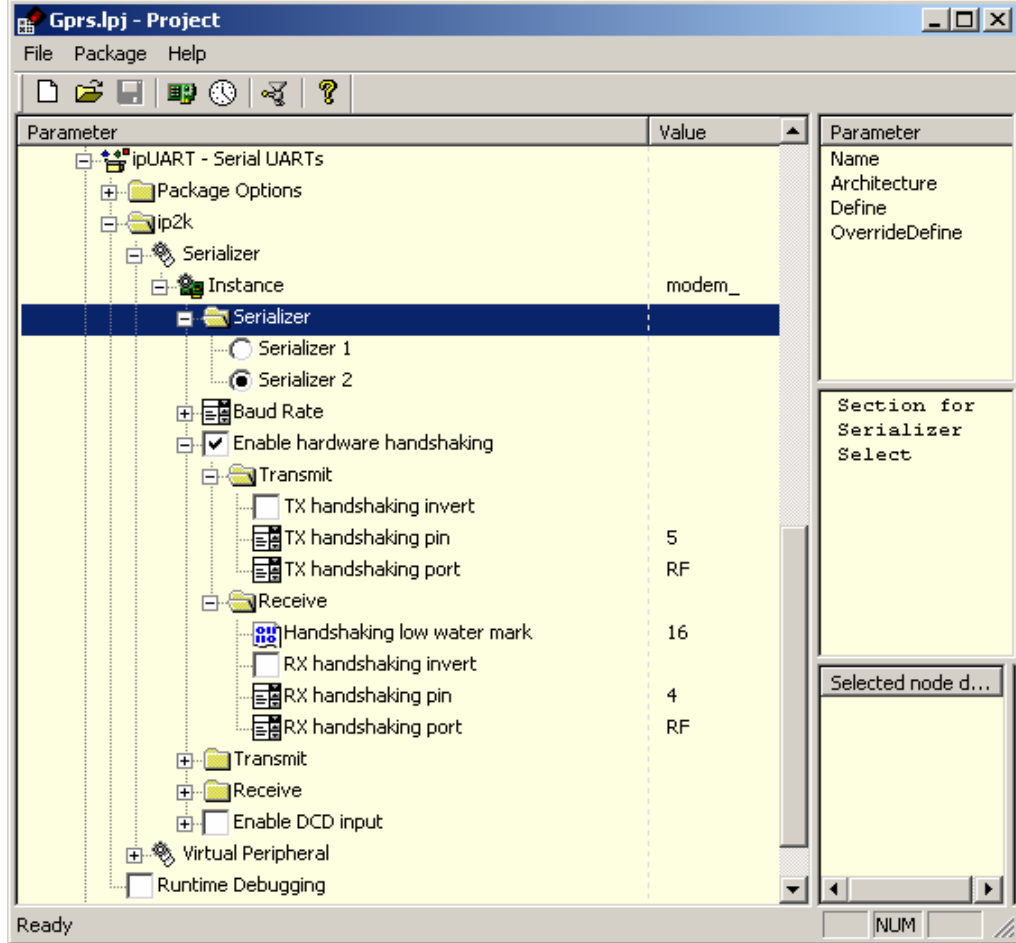 Gprs.lpj - Project
File Package Help
Parameter Value
ipUART - Serial UARTs
Package Options
ip2k
Serializer
Instance modem_
Serializer
Serializer 1
Serializer 2
Baud Rate
Enable hardware handshaking
Transmit
TX handshaking invert
TX handshaking pin 5
TX handshaking port RF
Receive
Handshaking low water mark 16
RX handshaking invert
RX handshaking pin 4
RX handshaking port RF
Transmit
Receive
Enable DCD input
Virtual Peripheral
Runtime Debugging
Parameter
Name
Architecture
Define
OverrideDefine
Section for
Serializer
Select
Selected node d...
Ready NUM